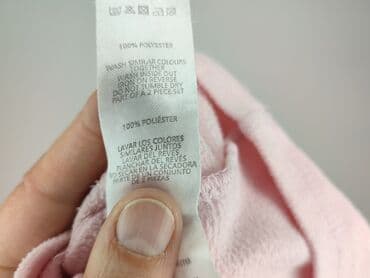 100% POLYESTER
WASH SIMILAR COLOURS
TOGETHER
WASH INSIDE OUT
IRON ON REVERSE
DO NOT TUMBLE DRY
PART OF A 2 PIECE SET
100% POLIÉSTER
LAVAR LOS COLORES
SIMILARES JUNTOS
LAVAR DEL REVÉS
PLANCHAR DEL REVÉS
NO SECAR EN LA SECADORA
PARTE DE UN CONJUNTO
DE 2 PIEZAS